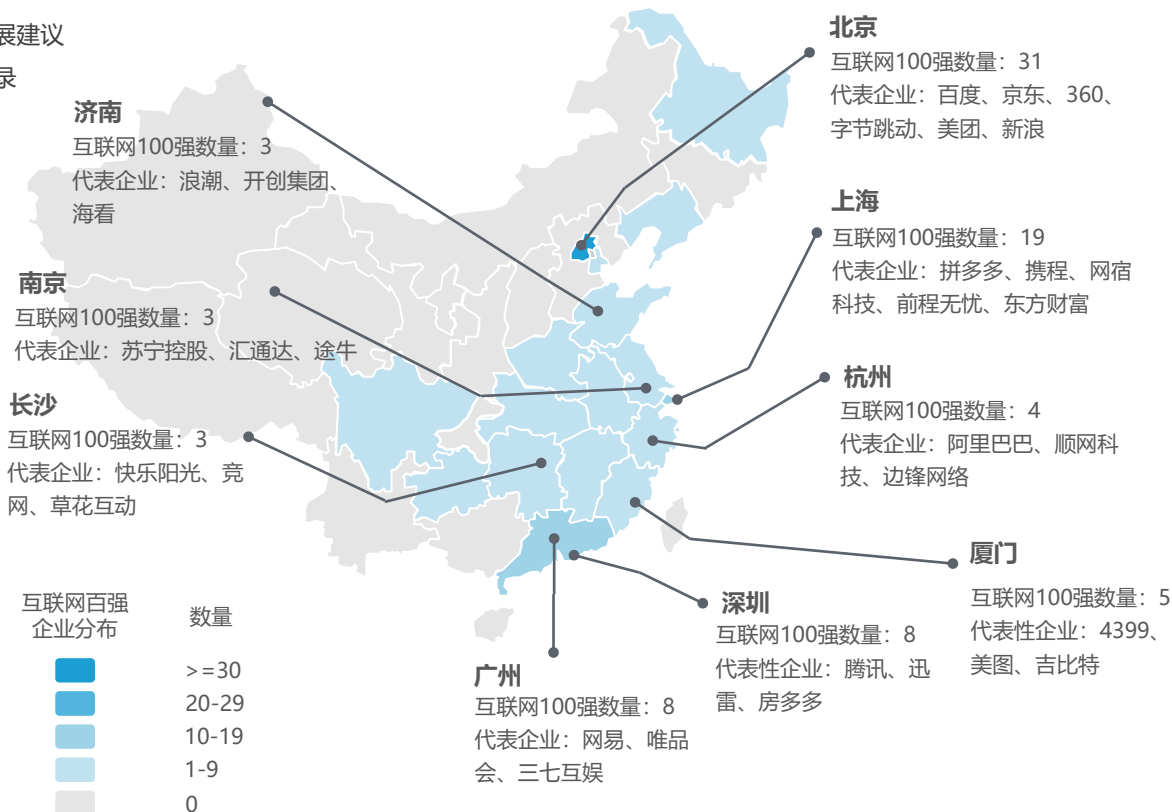 展建议
录
济南
互联网100强数量：3
代表企业：浪潮、开创集团、
海看
南京
互联网100强数量：3
代表企业：苏宁控股、汇通达、途牛
长沙
互联网100强数量：3
代表企业：快乐阳光、竞
网、草花互动
北京
互联网100强数量：31
代表企业：百度、京东、360、
字节跳动、美团、新浪
上海
互联网100强数量：19
代表企业：拼多多、携程、网宿
科技、前程无忧、东方财富
杭州
互联网100强数量：4
代表企业：阿里巴巴、顺网科
技、边锋网络
厦门
互联网100强数量：5
代表性企业：4399、
美图、吉比特
深圳
互联网100强数量：8
代表性企业：腾讯、迅
雷、房多多
广州
互联网100强数量：8
代表企业：网易、唯品
会、三七互娱
互联网百强
企业分布
数量
>=30
20-29
10-19
1-9
0